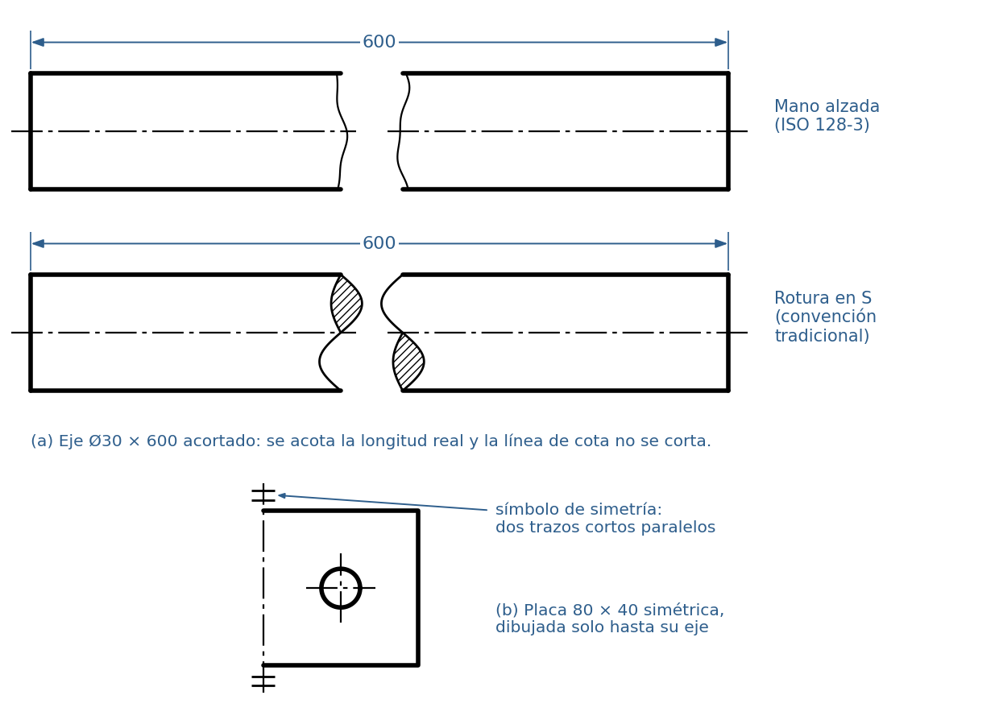 600
Mano alzada
(ISO 128-3)
600
Rotura en S
(convención
tradicional)
(a) Eje Ø30 × 600 acortado: se acota la longitud real y la línea de cota no se corta.
símbolo de simetría:
dos trazos cortos paralelos
(b) Placa 80 × 40 simétrica,
dibujada solo hasta su eje